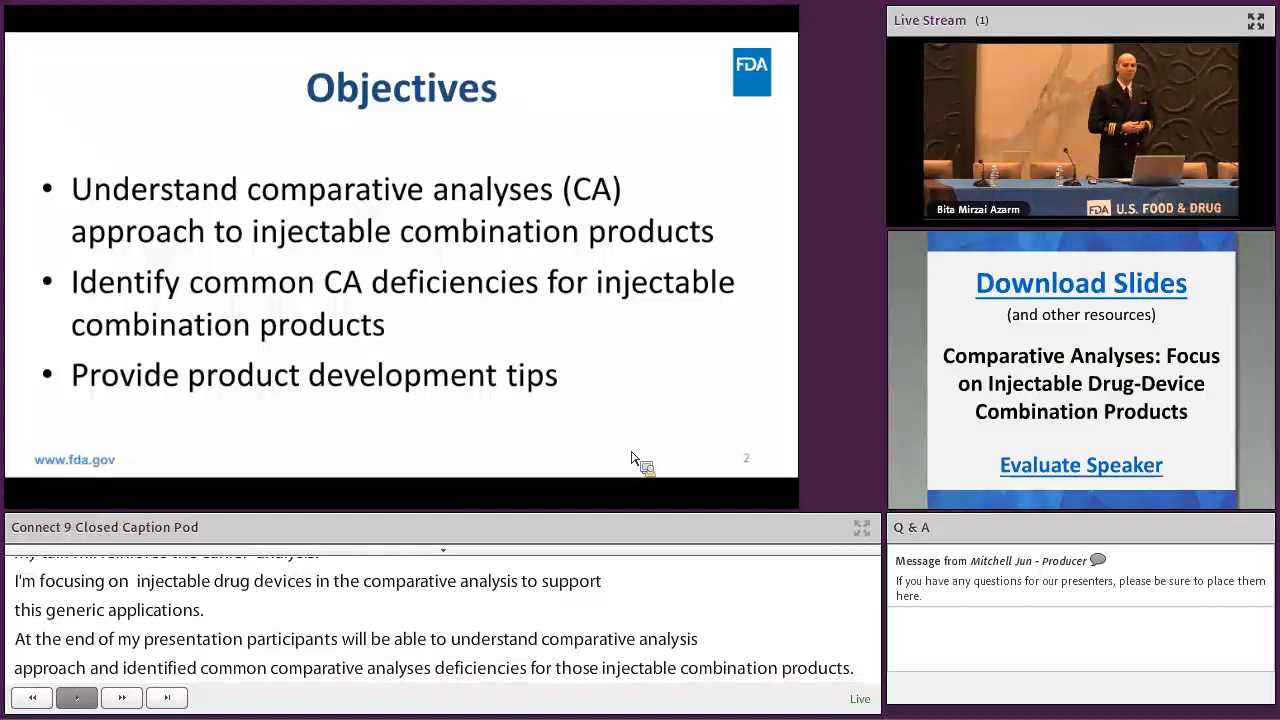 Objectives
FDA
• Understand comparative analyses (CA)
approach to injectable combination products
• Identify common CA deficiencies for injectable
combination products
• Provide product development tips
www.fda.gov
2
Live Stream (1)
Bita Mirzai Azarm
FDA U.S. FOOD & DRUG
Download Slides
(and other resources)
Comparative Analyses: Focus
on Injectable Drug-Device
Combination Products
Evaluate Speaker
Connect 9 Closed Caption Pod
I'm focusing on injectable drug devices in the comparative analysis to support
this generic applications.
At the end of my presentation participants will be able to understand comparative analysis
approach and identified common comparative analyses deficiencies for those injectable combination products.
Live
Q & A
Message from Mitchell Jun - Producer
If you have any questions for our presenters, please be sure to place them
here.